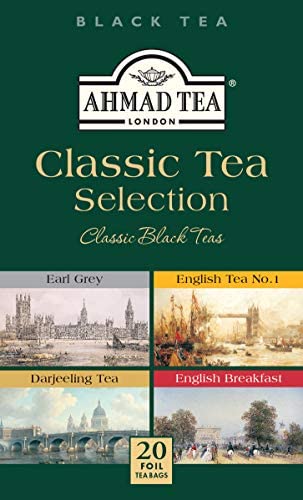 BLACK TEA
AHMAD TEA®
LONDON
Classic Tea
Selection
Classic Black Teas
Earl Grey
English Tea No.1
Darjeeling Tea
English Breakfast
20
FOIL
TEA BAGS